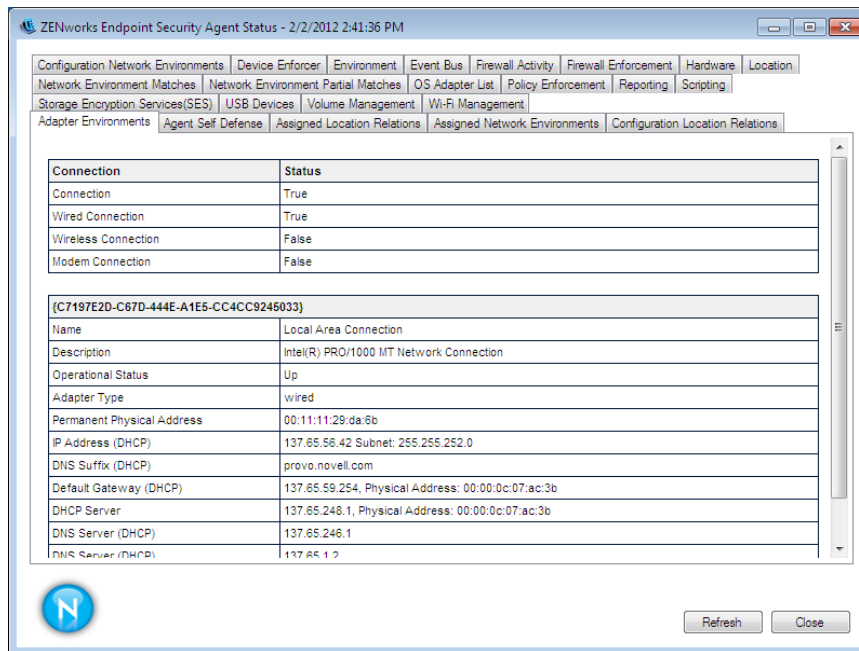 ZENworks Endpoint Security Agent Status - 2/2/2012 2:41:36 PM
Configuration Network Environments Device Enforcer Environment Event Bus Firewall Activity Firewall Enforcement Hardware Location
Network Environment Matches Network Environment Partial Matches OS Adapter List Policy Enforcement Reporting Scripting
Storage Encryption Services(SES) USB Devices Volume Management Wi-Fi Management
Adapter Environments Agent Self Defense Assigned Location Relations Assigned Network Environments Configuration Location Relations
Connection Status
Connection True
Wired Connection True
Wireless Connection False
Modem Connection False
{C7197E2D-C67D-444E-A1E5-CC4CC9245033}
Name Local Area Connection
Description Intel(R) PRO/1000 MT Network Connection
Operational Status Up
Adapter Type wired
Permanent Physical Address 00:11:11:29:da:6b
IP Address (DHCP) 137.65.56.42 Subnet: 255.255.252.0
DNS Suffix (DHCP) provo.novell.com
Default Gateway (DHCP) 137.65.59.254, Physical Address: 00:00:0c:07:ac:3b
DHCP Server 137.65.248.1, Physical Address: 00:00:0c:07:ac:3b
DNS Server (DHCP) 137.65.246.1
DNS Server (DHCP) 137.65.1.2
N
Refresh Close